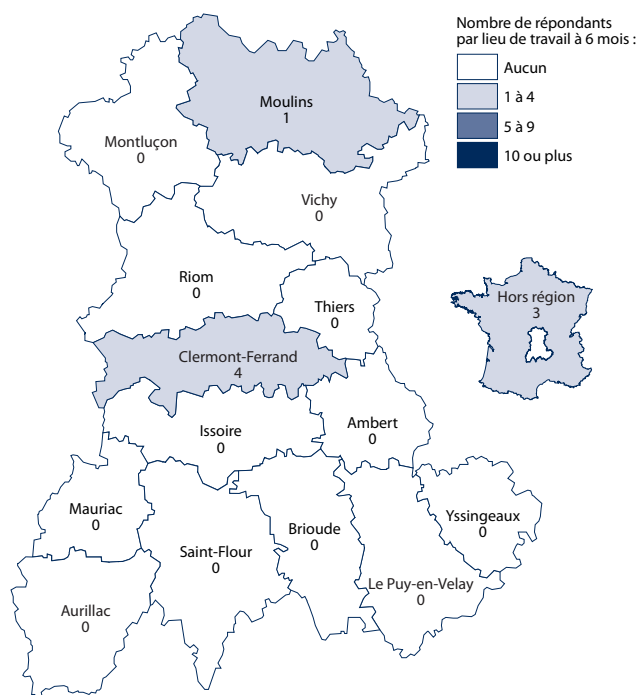 Nombre de répondants
par lieu de travail à 6 mois :
Aucun
1 à 4
5 à 9
10 ou plus
Moulins
1
Montluçon
0
Vichy
0
Riom
0
Thiers
0
Hors région
3
Clermont-Ferrand
4
Issoire
0
Ambert
0
Mauriac
0
Saint-Flour
0
Brioude
0
Yssingeaux
0
Le Puy-en-Velay
0
Aurillac
0